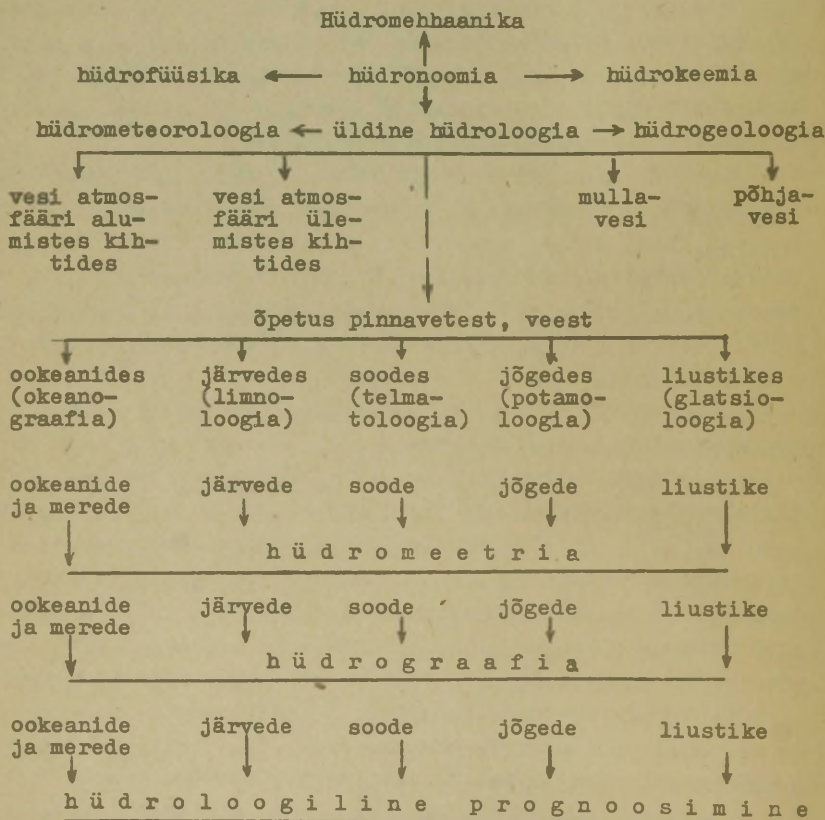 Hüdromehhaanika
hüdrofüüsika ← hüdronoomia → hüdrokeemia
hüdrometeoroloogia ← üldine hüdroloogia → hüdrogeoloogia
vesi atmos- vesi atmos- mulla- põhja-
fääri alu- fääri üle- vesi vesi
mistes kih- mistes kih-
tides tides
õpetus pinnavetest, veest
ookeanides järvedes soodes jõgedes liustikes
(okeano- (limno- (telma- (potamo- (glatsio-
graafia) loogia) toloogia) loogia) loogia)
ookeanide järvede soode jõgede liustike
ja merede
h ü d r o m e e t r i a
ookeanide järvede soode jõgede liustike
ja merede
h ü d r o g r a a f i a
ookeanide järvede soode jõgede liustike
ja merede
h ü d r o l o o g i l i n e p r o g n o o s i m i n e